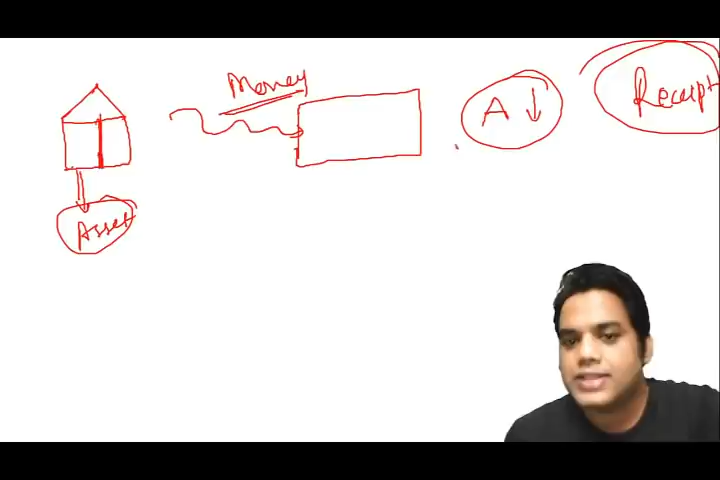 Money
A ↓
Receipt
Asset